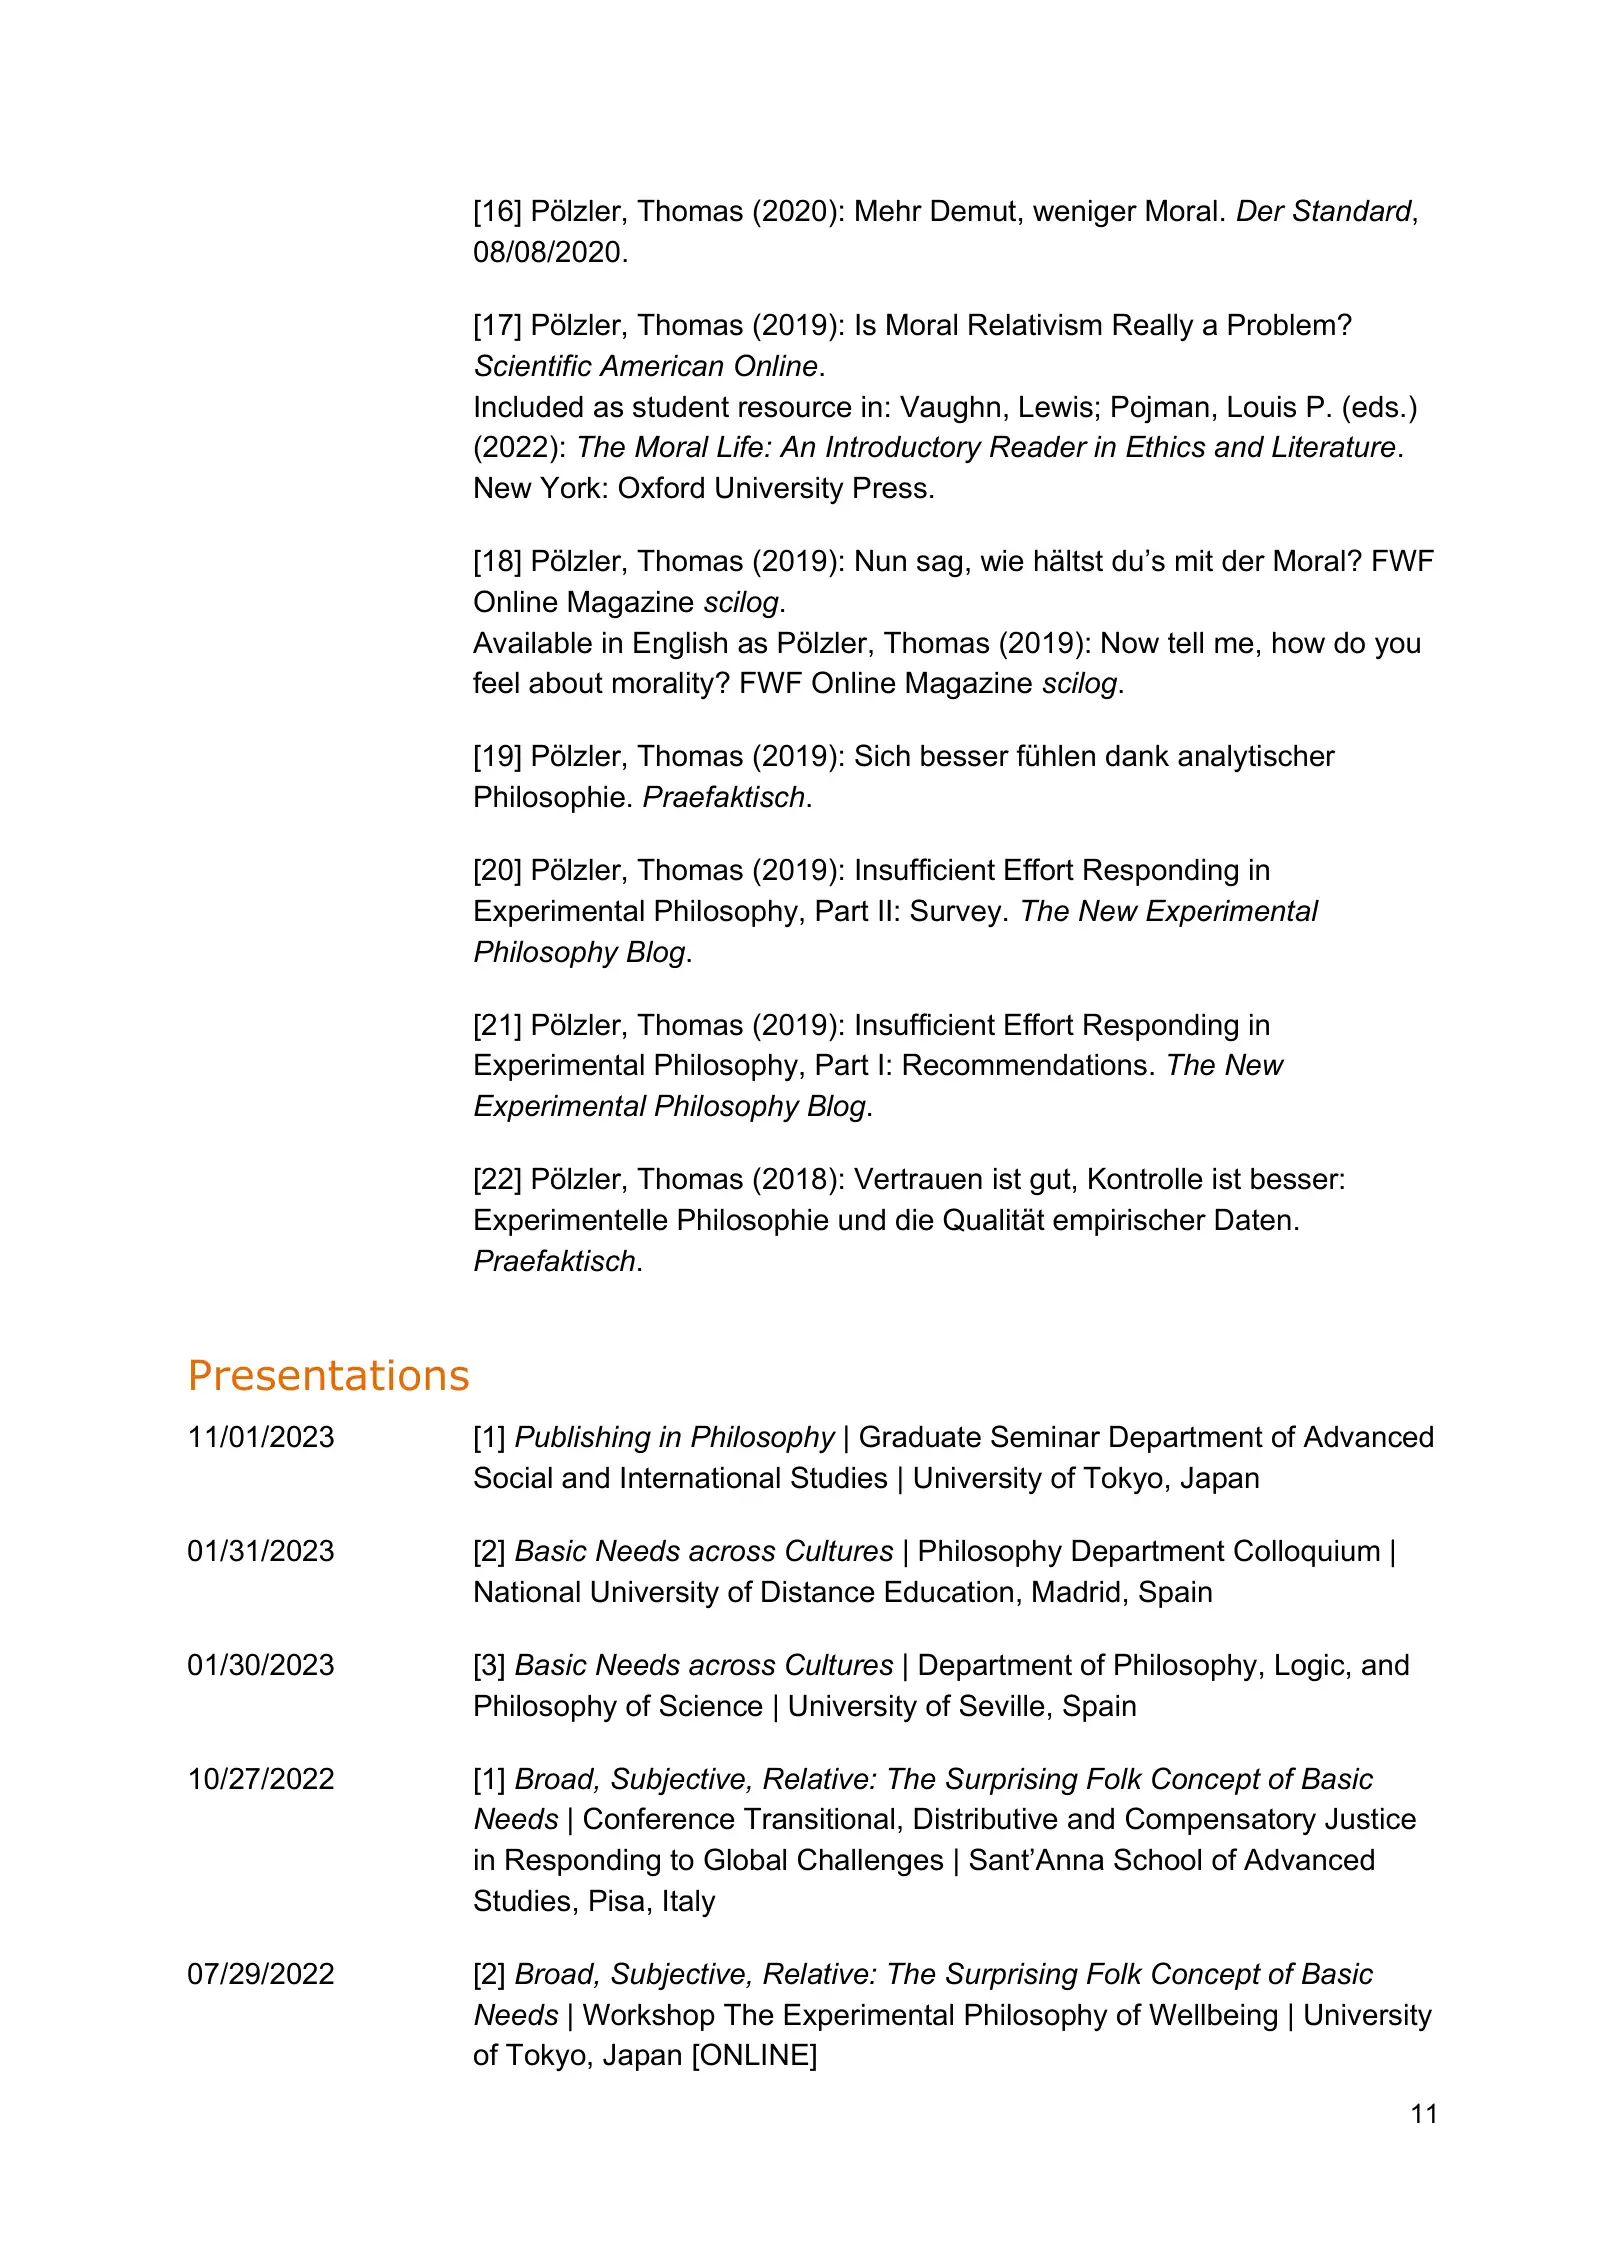 [16] Pölzler, Thomas (2020): Mehr Demut, weniger Moral. Der Standard,
08/08/2020.
[17] Pölzler, Thomas (2019): Is Moral Relativism Really a Problem?
Scientific American Online.
Included as student resource in: Vaughn, Lewis; Pojman, Louis P. (eds.)
(2022): The Moral Life: An Introductory Reader in Ethics and Literature.
New York: Oxford University Press.
[18] Pölzler, Thomas (2019): Nun sag, wie hältst du’s mit der Moral? FWF
Online Magazine scilog.
Available in English as Pölzler, Thomas (2019): Now tell me, how do you
feel about morality? FWF Online Magazine scilog.
[19] Pölzler, Thomas (2019): Sich besser fühlen dank analytischer
Philosophie. Praefaktisch.
[20] Pölzler, Thomas (2019): Insufficient Effort Responding in
Experimental Philosophy, Part II: Survey. The New Experimental
Philosophy Blog.
[21] Pölzler, Thomas (2019): Insufficient Effort Responding in
Experimental Philosophy, Part I: Recommendations. The New
Experimental Philosophy Blog.
[22] Pölzler, Thomas (2018): Vertrauen ist gut, Kontrolle ist besser:
Experimentelle Philosophie und die Qualität empirischer Daten.
Praefaktisch.
Presentations
11/01/2023 [1] Publishing in Philosophy | Graduate Seminar Department of Advanced
Social and International Studies | University of Tokyo, Japan
01/31/2023 [2] Basic Needs across Cultures | Philosophy Department Colloquium |
National University of Distance Education, Madrid, Spain
01/30/2023 [3] Basic Needs across Cultures | Department of Philosophy, Logic, and
Philosophy of Science | University of Seville, Spain
10/27/2022 [1] Broad, Subjective, Relative: The Surprising Folk Concept of Basic
Needs | Conference Transitional, Distributive and Compensatory Justice
in Responding to Global Challenges | Sant’Anna School of Advanced
Studies, Pisa, Italy
07/29/2022 [2] Broad, Subjective, Relative: The Surprising Folk Concept of Basic
Needs | Workshop The Experimental Philosophy of Wellbeing | University
of Tokyo, Japan [ONLINE]
11